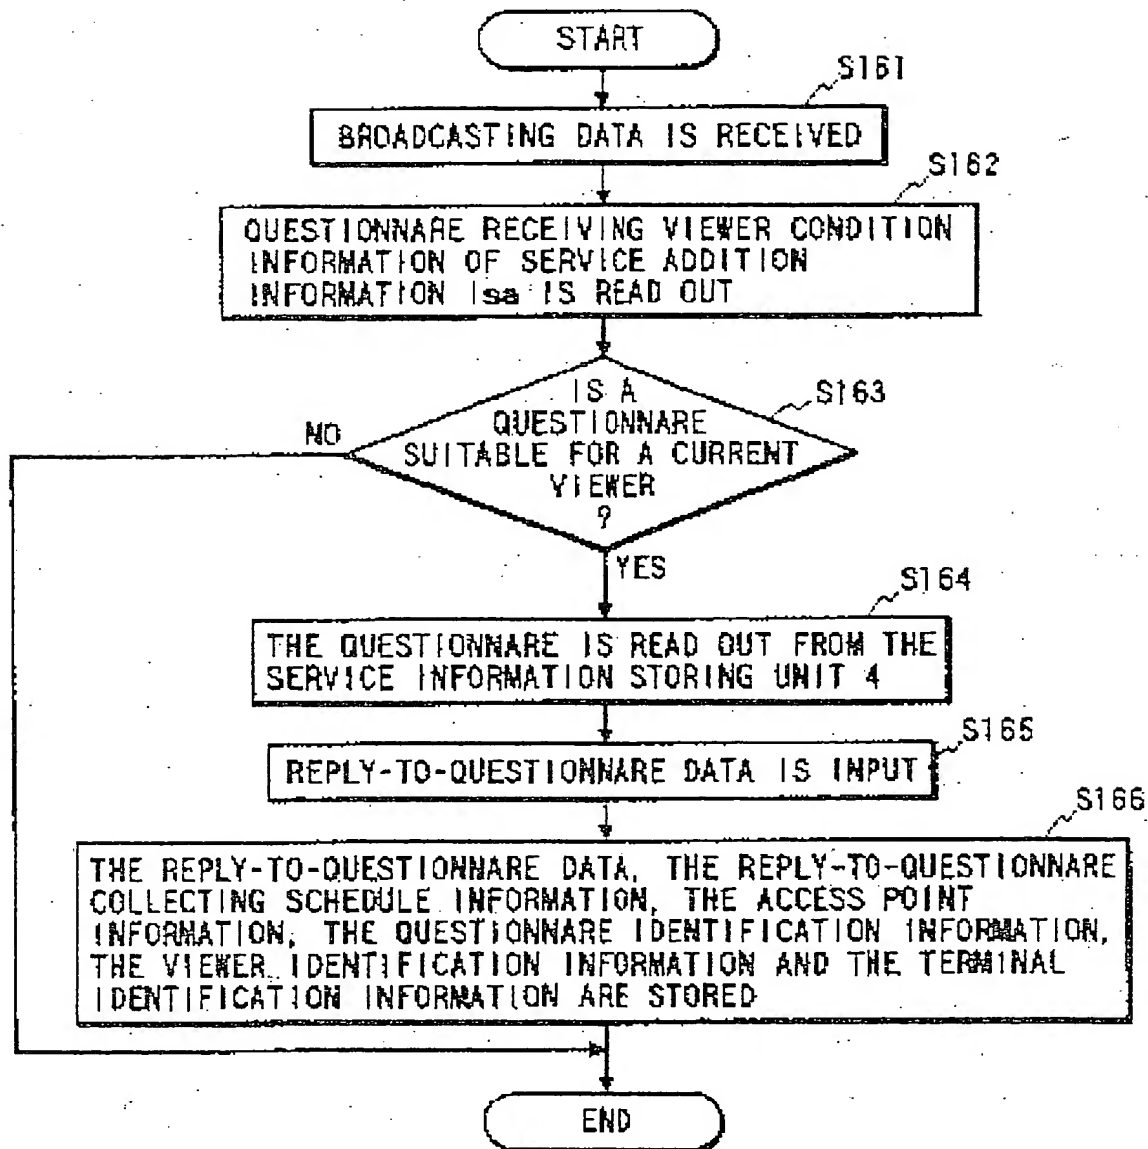 START
S161
BROADCASTING DATA IS RECEIVED
S162
QUESTIONNARE RECEIVING VIEWER CONDITION
INFORMATION OF SERVICE ADDITION
INFORMATION Isa IS READ OUT
S163
IS A
QUESTIONNARE
SUITABLE FOR A CURRENT
VIEWER
?
NO
YES
S164
THE QUESTIONNARE IS READ OUT FROM THE
SERVICE INFORMATION STORING UNIT 4
S165
REPLY-TO-QUESTIONNARE DATA IS INPUT
S166
THE REPLY-TO-QUESTIONNARE DATA, THE REPLY-TO-QUESTIONNARE
COLLECTING SCHEDULE INFORMATION, THE ACCESS POINT
INFORMATION, THE QUESTIONNARE IDENTIFICATION INFORMATION,
THE VIEWER IDENTIFICATION INFORMATION AND THE TERMINAL
IDENTIFICATION INFORMATION ARE STORED
END